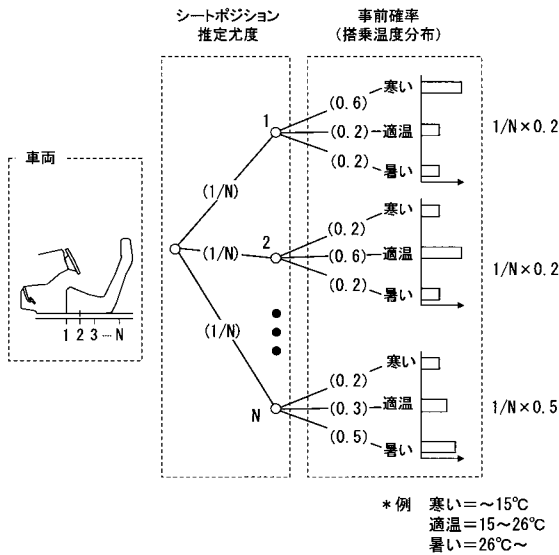 シートポジション
推定尤度
事前確率
(搭乗温度分布)
車両
1 2 3 … N
(1/N)
(1/N)
(1/N)
1
(0.6)
寒い
(0.2)
適温
(0.2)
暑い
1/N×0.2
2
(0.2)
寒い
(0.6)
適温
(0.2)
暑い
1/N×0.2
N
(0.2)
寒い
(0.3)
適温
(0.5)
暑い
1/N×0.5
*例 寒い=～15℃
適温=15～26℃
暑い=26℃～